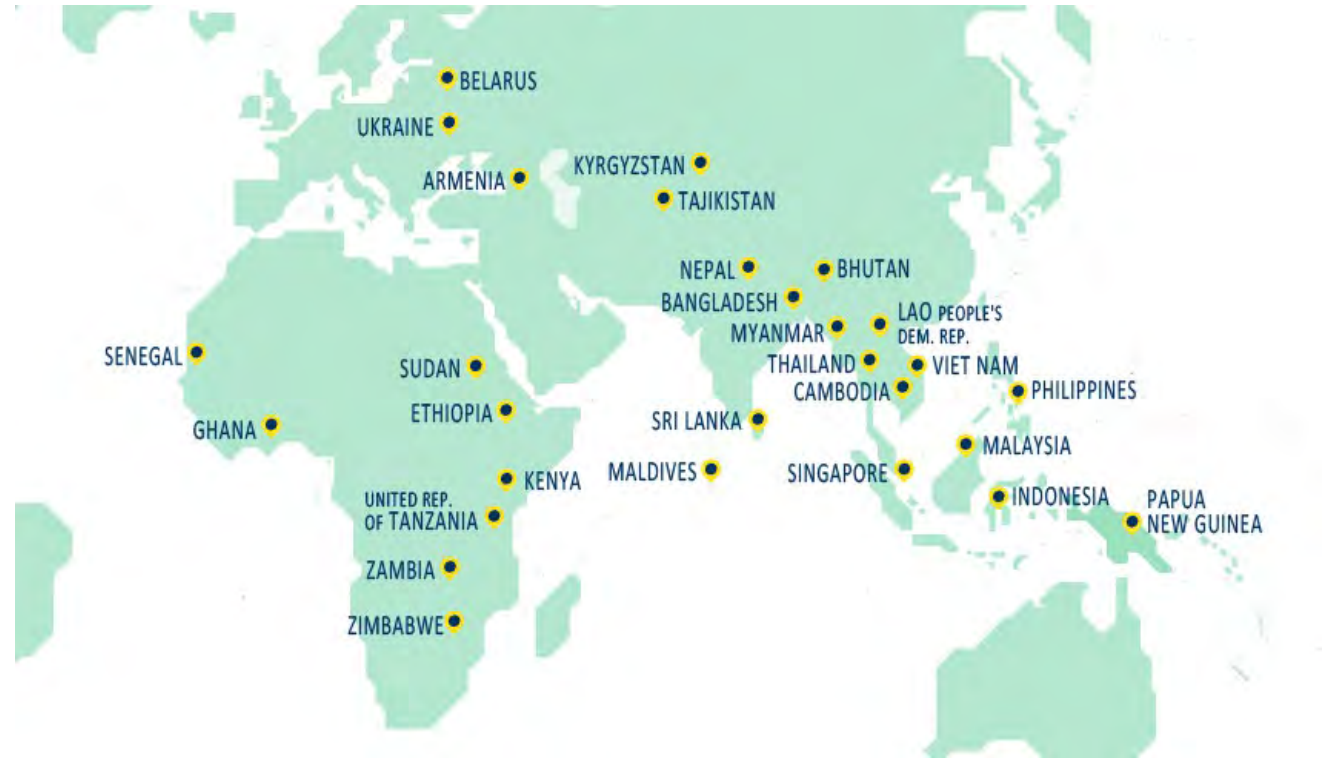 BELARUS
UKRAINE
KYRGYZSTAN
ARMENIA
TAJIKISTAN
NEPAL
BHUTAN
BANGLADESH
LAO PEOPLE'S
DEM. REP.
MYANMAR
SENEGAL
SUDAN
THAILAND
VIET NAM
CAMBODIA
PHILIPPINES
ETHIOPIA
SRI LANKA
GHANA
MALAYSIA
MALDIVES
SINGAPORE
KENYA
UNITED REP.
OF TANZANIA
INDONESIA
PAPUA
NEW GUINEA
ZAMBIA
ZIMBABWE